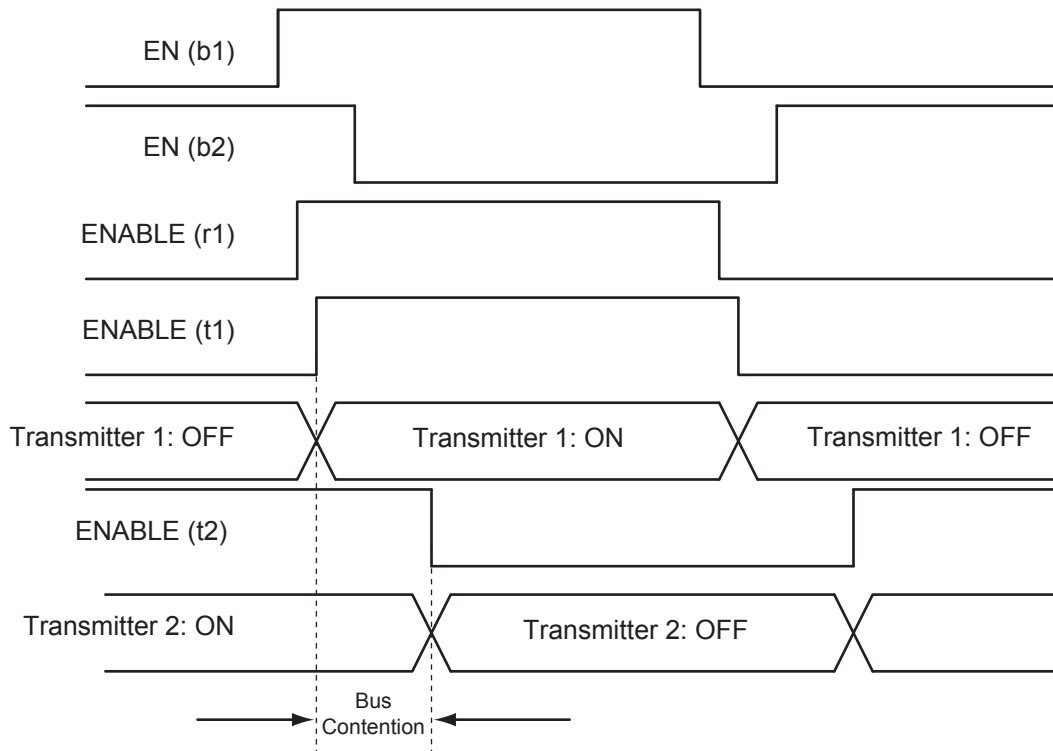 EN (b1)
EN (b2)
ENABLE (r1)
ENABLE (t1)
Transmitter 1: OFF
Transmitter 1: ON
Transmitter 1: OFF
ENABLE (t2)
Transmitter 2: ON
Transmitter 2: OFF
Bus
Contention